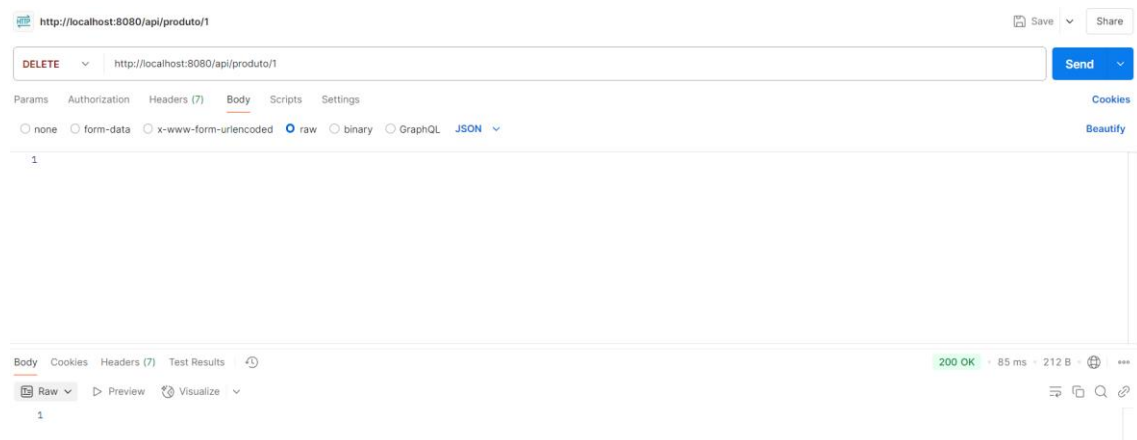 HTTP http://localhost:8080/api/produto/1 Save Share
DELETE http://localhost:8080/api/produto/1 Send
Params Authorization Headers (7) Body Scripts Settings Cookies
none form-data x-www-form-urlencoded raw binary GraphQL JSON Beautify
1
Body Cookies Headers (7) Test Results 200 OK • 85 ms • 212 B
Raw Preview Visualize
1